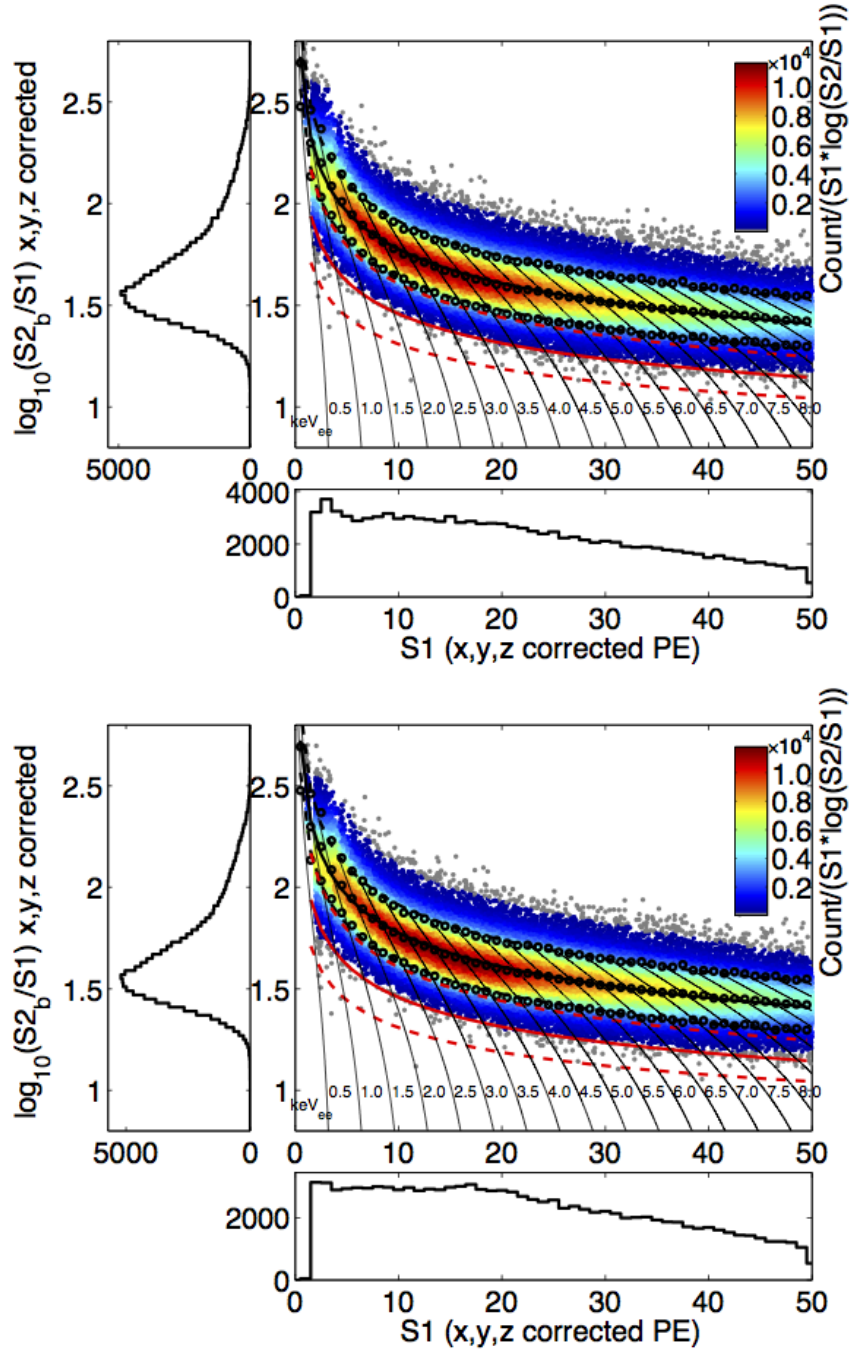 log10(S2b/S1) x,y,z corrected
2.5
2
1.5
1
5000
0
2.5
2
1.5
1
×10^4
1.0
0.8
0.6
0.4
0.2
Count/(S1*log(S2/S1))
keVee
0.5 1.0 1.5 2.0 2.5 3.0 3.5 4.0 4.5 5.0 5.5 6.0 6.5 7.0 7.5 8.0
0 10 20 30 40 50
4000
2000
0
0 10 20 30 40 50
S1 (x,y,z corrected PE)
log10(S2b/S1) x,y,z corrected
2.5
2
1.5
1
5000
0
2.5
2
1.5
1
×10^4
1.0
0.8
0.6
0.4
0.2
Count/(S1*log(S2/S1))
keVee
0.5 1.0 1.5 2.0 2.5 3.0 3.5 4.0 4.5 5.0 5.5 6.0 6.5 7.0 7.5 8.0
0 10 20 30 40 50
2000
0
0 10 20 30 40 50
S1 (x,y,z corrected PE)